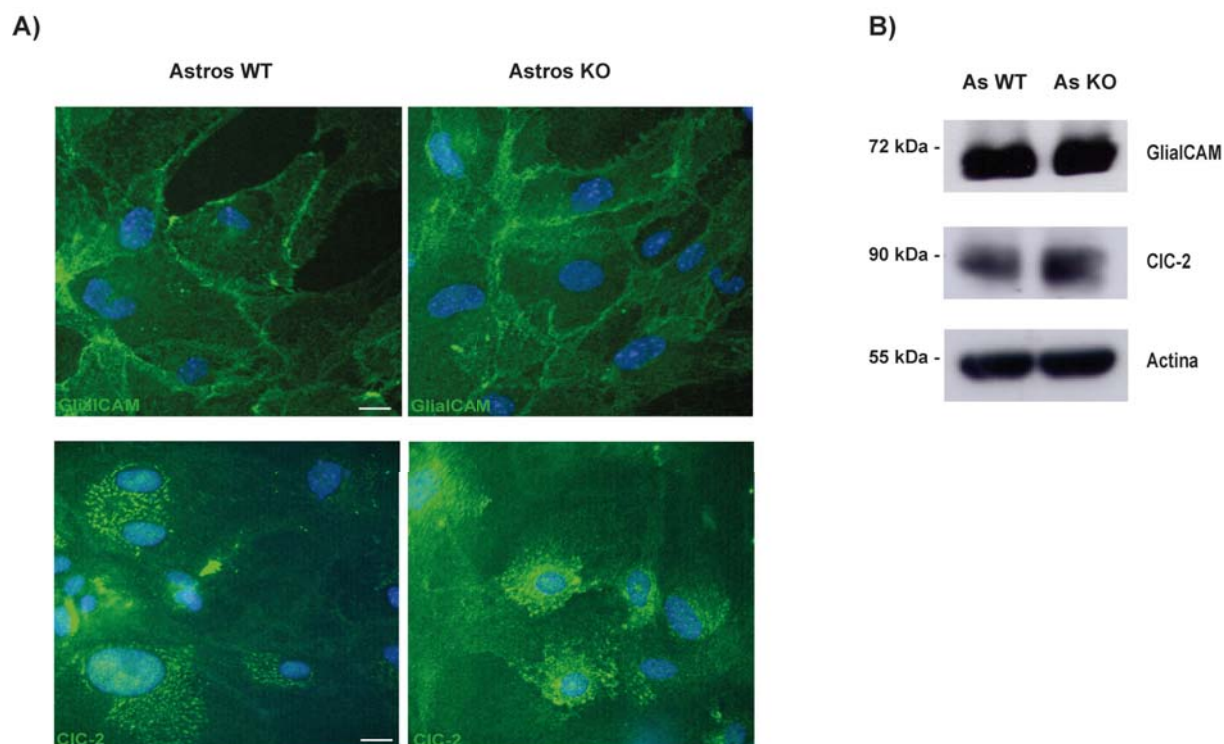 A)
B)
Astros WT
Astros KO
As WT
As KO
72 kDa -
GlialCAM
90 kDa -
ClC-2
55 kDa -
Actina
GlialCAM
GlialCAM
ClC-2
ClC-2